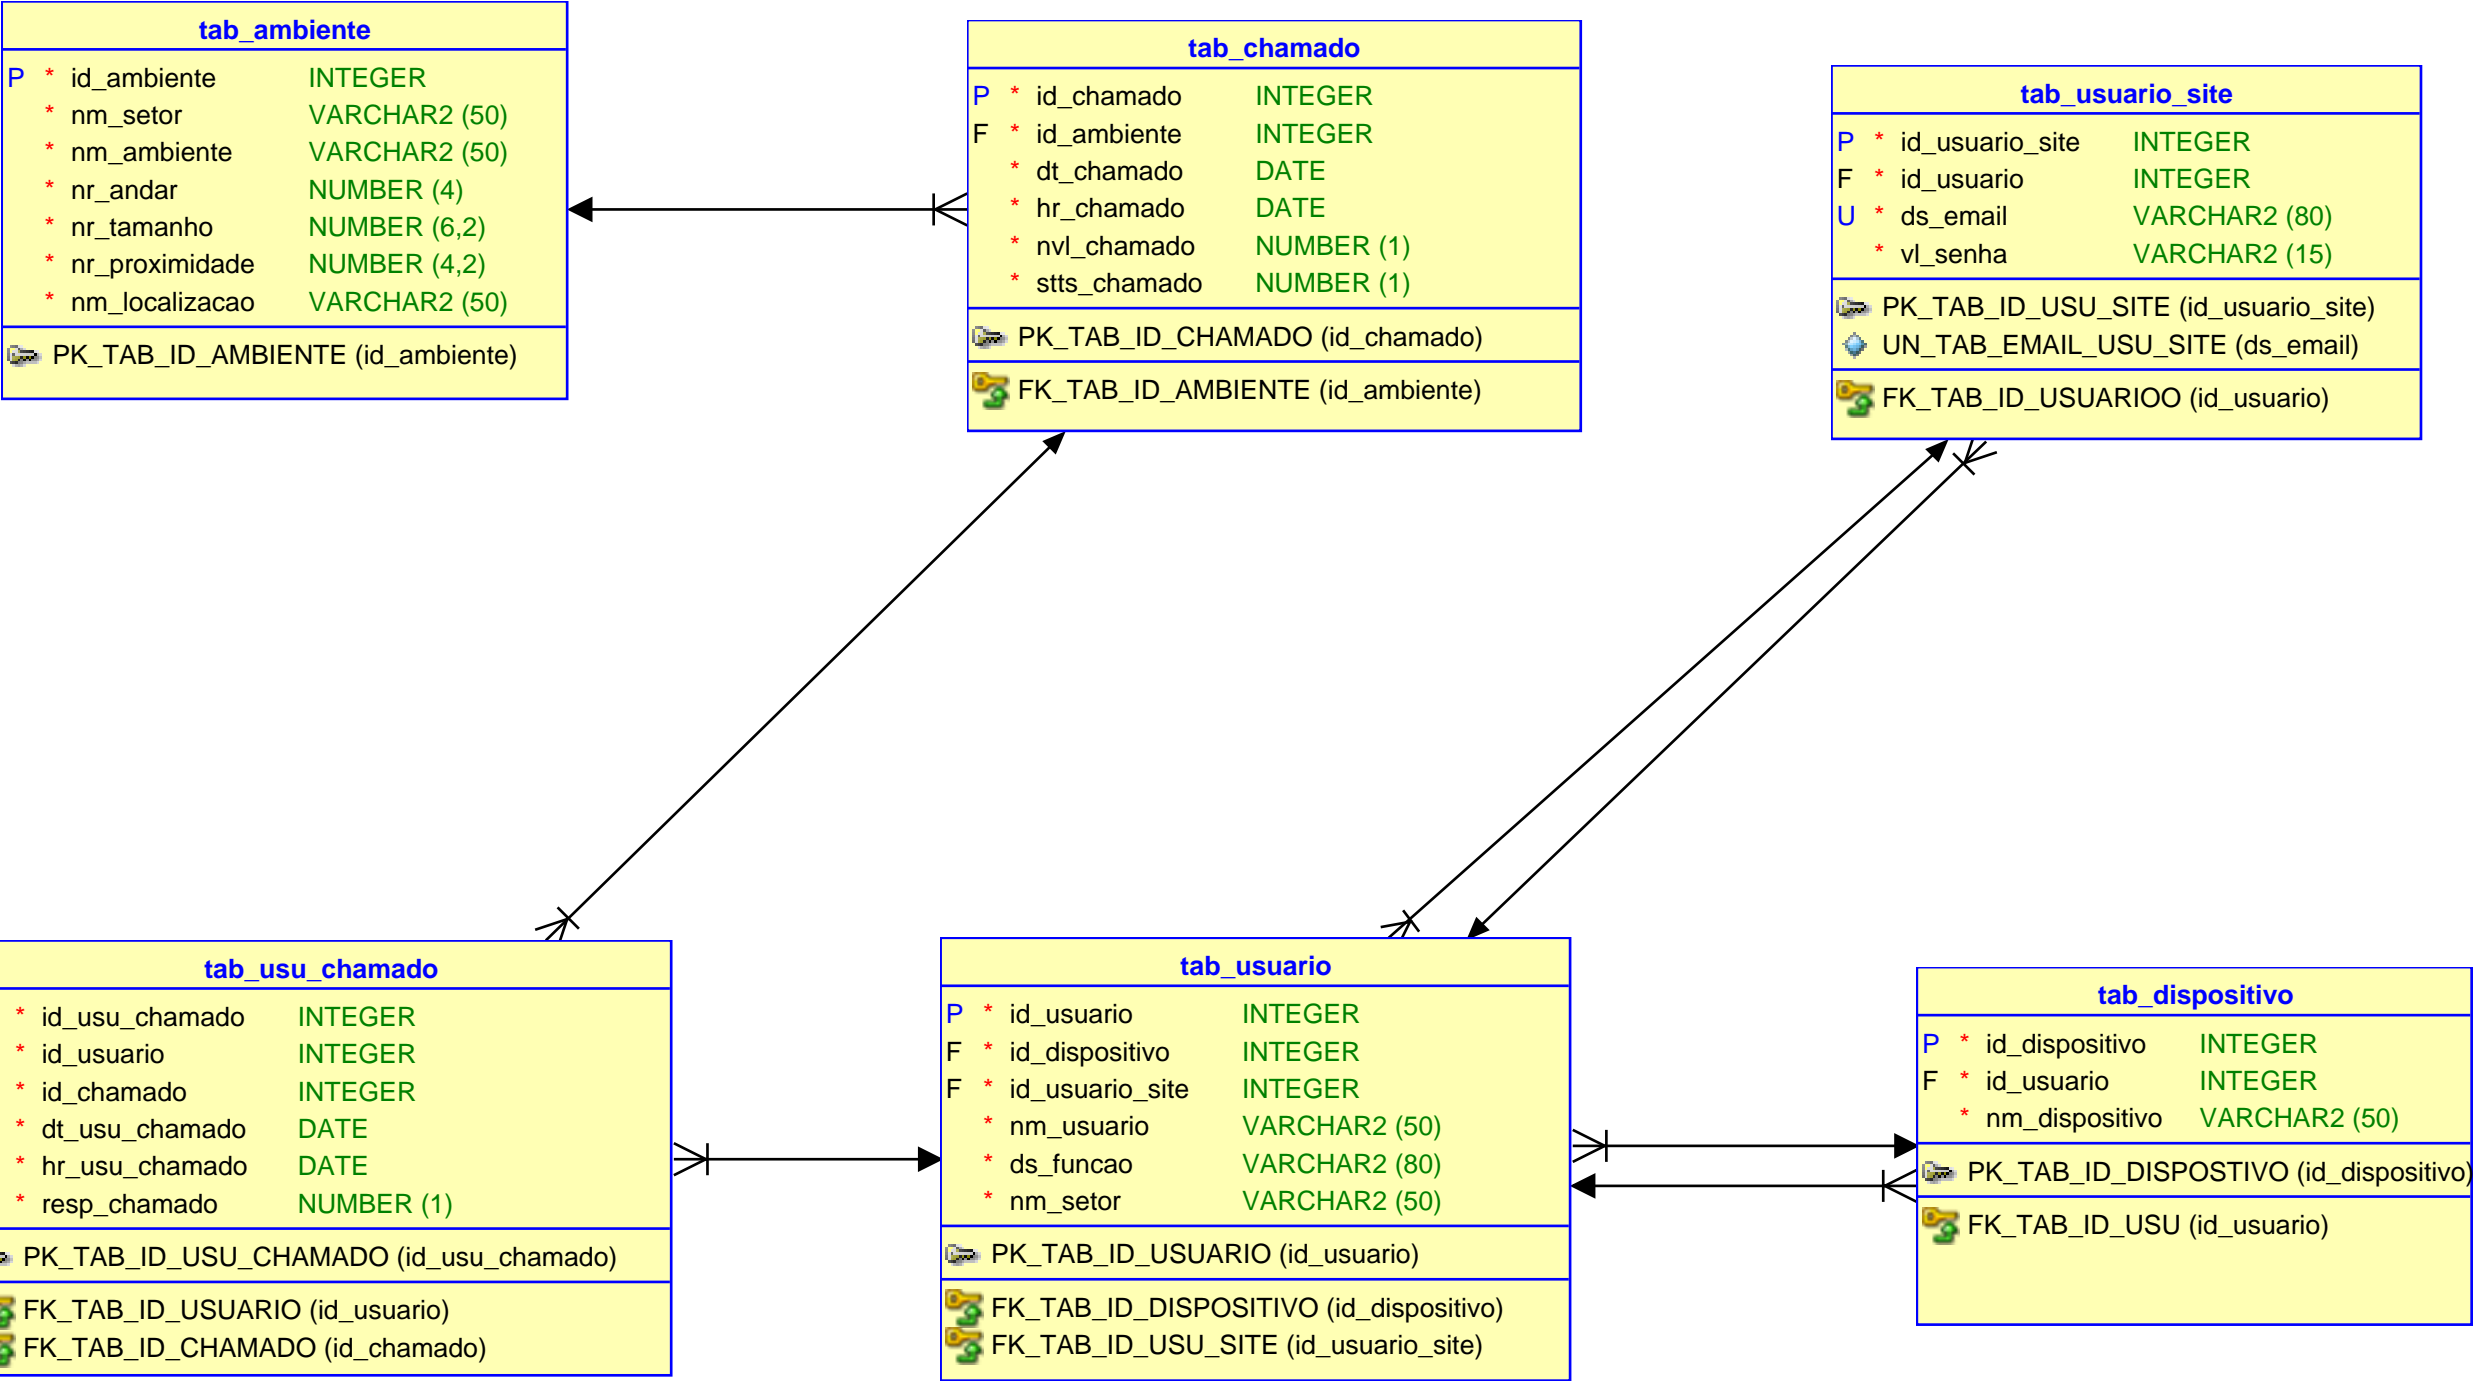 tab_ambiente
P * id_ambiente INTEGER
* nm_setor VARCHAR2 (50)
* nm_ambiente VARCHAR2 (50)
* nr_andar NUMBER (4)
* nr_tamanho NUMBER (6,2)
* nr_proximidade NUMBER (4,2)
* nm_localizacao VARCHAR2 (50)
PK_TAB_ID_AMBIENTE (id_ambiente)
tab_chamado
P * id_chamado INTEGER
F * id_ambiente INTEGER
* dt_chamado DATE
* hr_chamado DATE
* nvl_chamado NUMBER (1)
* stts_chamado NUMBER (1)
PK_TAB_ID_CHAMADO (id_chamado)
FK_TAB_ID_AMBIENTE (id_ambiente)
tab_usuario_site
P * id_usuario_site INTEGER
F * id_usuario INTEGER
U * ds_email VARCHAR2 (80)
* vl_senha VARCHAR2 (15)
PK_TAB_ID_USU_SITE (id_usuario_site)
UN_TAB_EMAIL_USU_SITE (ds_email)
FK_TAB_ID_USUARIOO (id_usuario)
tab_usu_chamado
* id_usu_chamado INTEGER
* id_usuario INTEGER
* id_chamado INTEGER
* dt_usu_chamado DATE
* hr_usu_chamado DATE
* resp_chamado NUMBER (1)
PK_TAB_ID_USU_CHAMADO (id_usu_chamado)
FK_TAB_ID_USUARIO (id_usuario)
FK_TAB_ID_CHAMADO (id_chamado)
tab_usuario
P * id_usuario INTEGER
F * id_dispositivo INTEGER
F * id_usuario_site INTEGER
* nm_usuario VARCHAR2 (50)
* ds_funcao VARCHAR2 (80)
* nm_setor VARCHAR2 (50)
PK_TAB_ID_USUARIO (id_usuario)
FK_TAB_ID_DISPOSITIVO (id_dispositivo)
FK_TAB_ID_USU_SITE (id_usuario_site)
tab_dispositivo
P * id_dispositivo INTEGER
F * id_usuario INTEGER
* nm_dispositivo VARCHAR2 (50)
PK_TAB_ID_DISPOSTIVO (id_dispositivo)
FK_TAB_ID_USU (id_usuario)